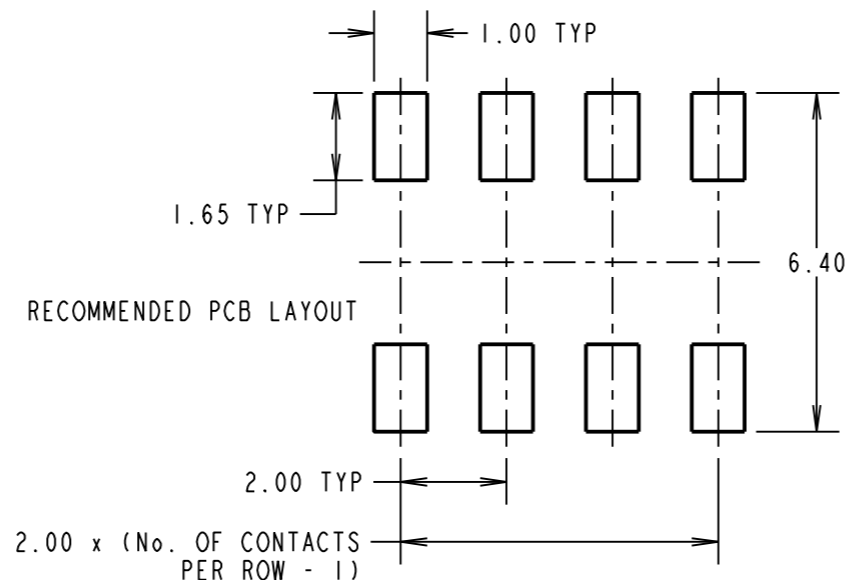 1.00 TYP
1.65 TYP
6.40
RECOMMENDED PCB LAYOUT
2.00 TYP
2.00 x (No. OF CONTACTS
PER ROW - 1)